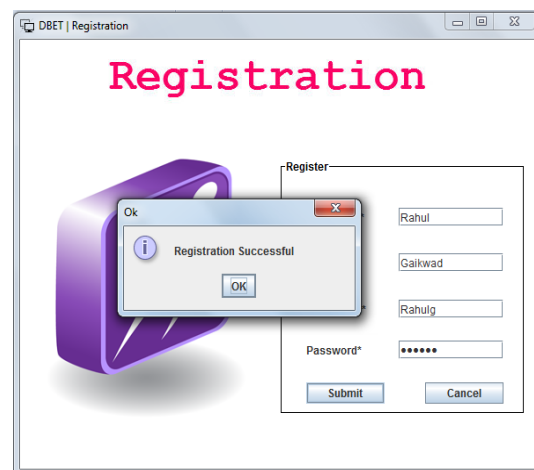 DBET | Registration
Registration
Register
Ok
Rahul
Registration Successful
Gaikwad
OK
Rahulg
Password*
••••••
Submit Cancel